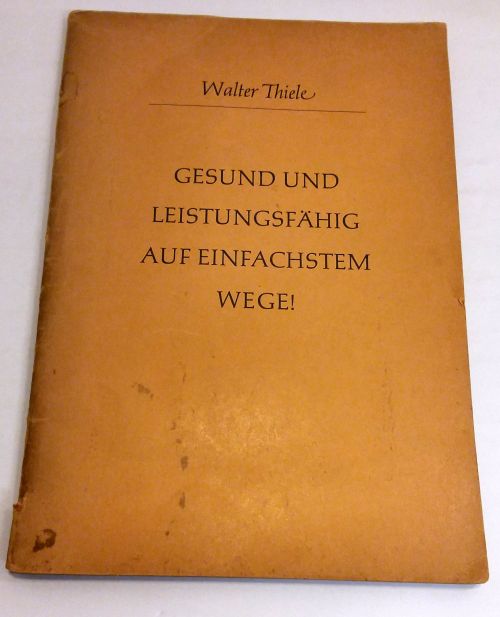 Walter Thiele
GESUND UND
LEISTUNGSFÄHIG
AUF EINFACHSTEM
WEGE!